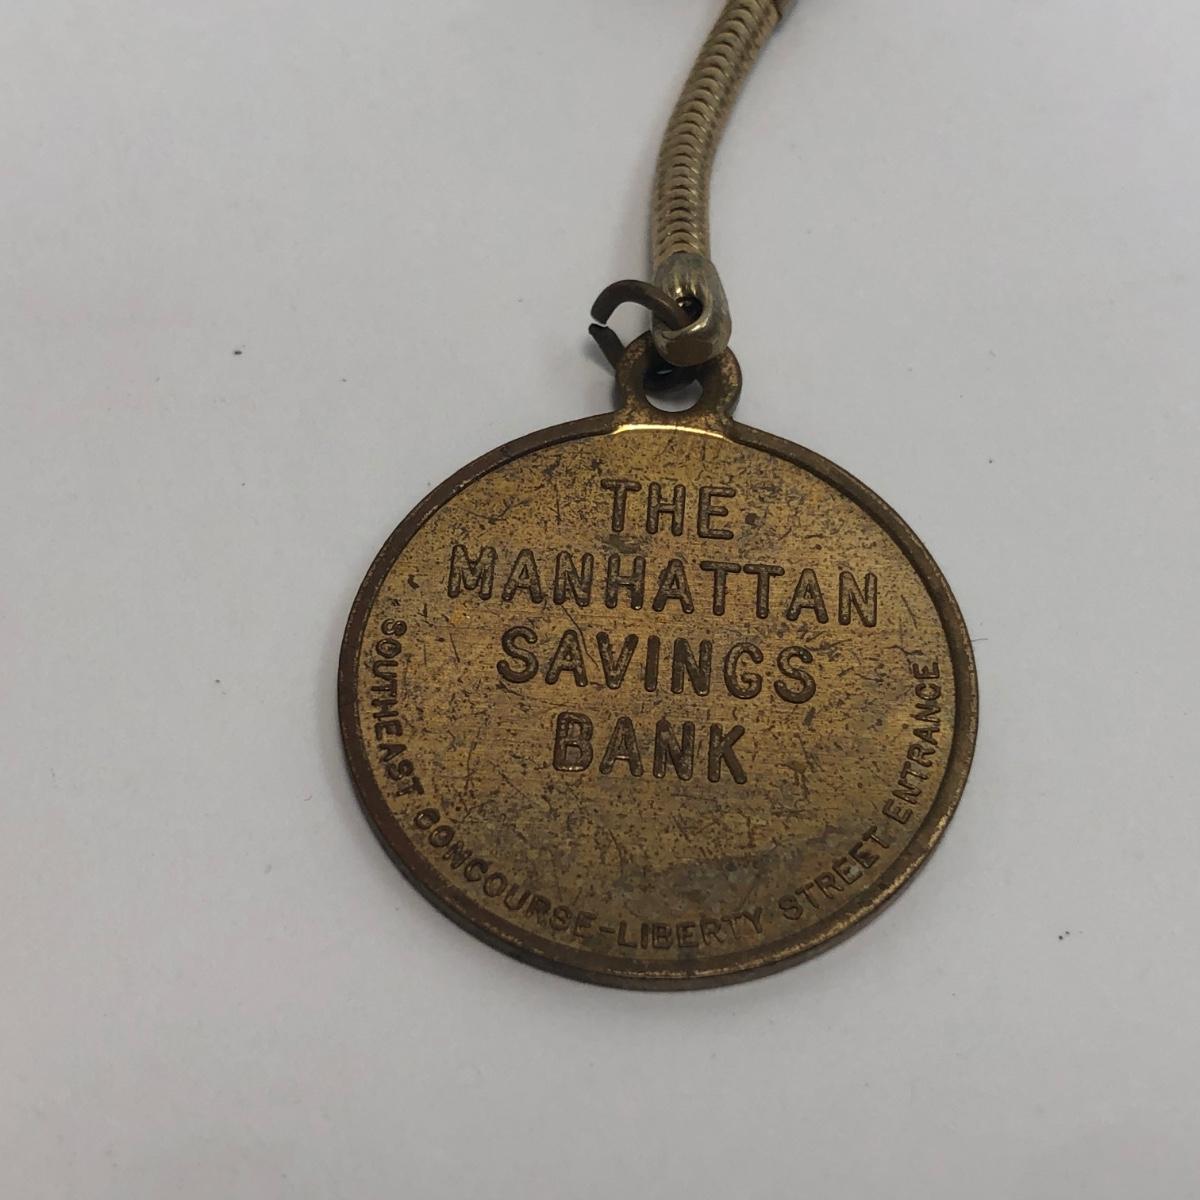 THE
MANHATTAN
SAVINGS
BANK
SOUTHEAST CONCOURSE-LIBERTY STREET ENTRANCE